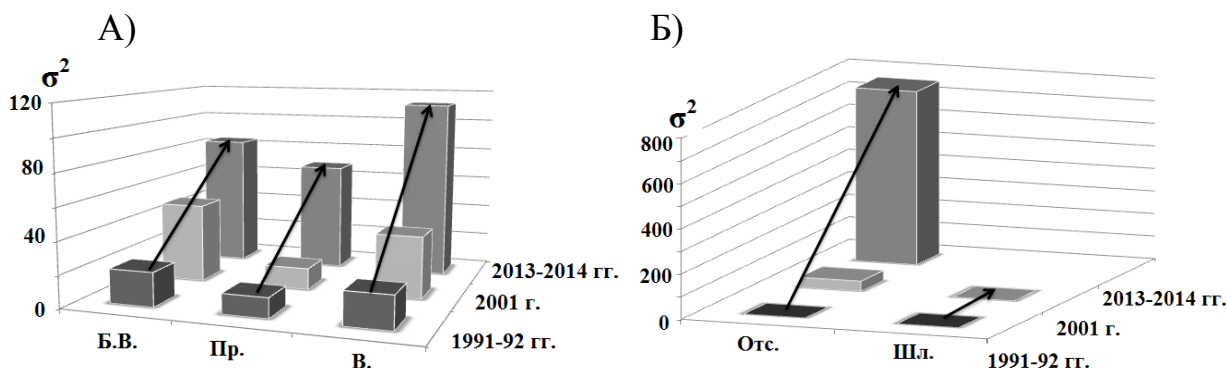 А)
σ²
120
80
40
0
Б.В.
Пр.
В.
2013-2014 гг.
2001 г.
1991-92 гг.
Б)
σ²
800
600
400
200
0
Отс.
Шл.
2013-2014 гг.
2001 г.
1991-92 гг.